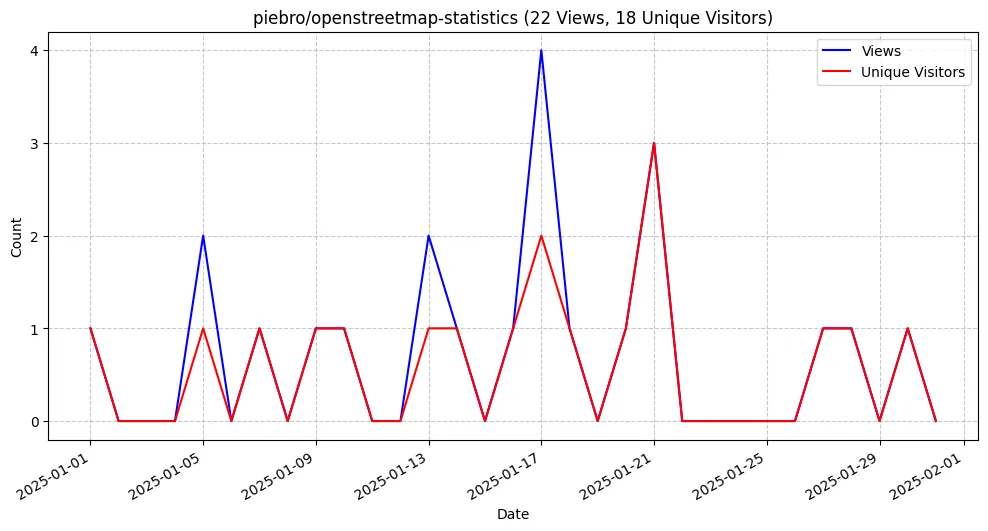 piebro/openstreetmap-statistics (22 Views, 18 Unique Visitors)
Views
Unique Visitors
4
3
2
1
0
Count
2025-01-01
2025-01-05
2025-01-09
2025-01-13
2025-01-17
2025-01-21
2025-01-25
2025-01-29
2025-02-01
Date